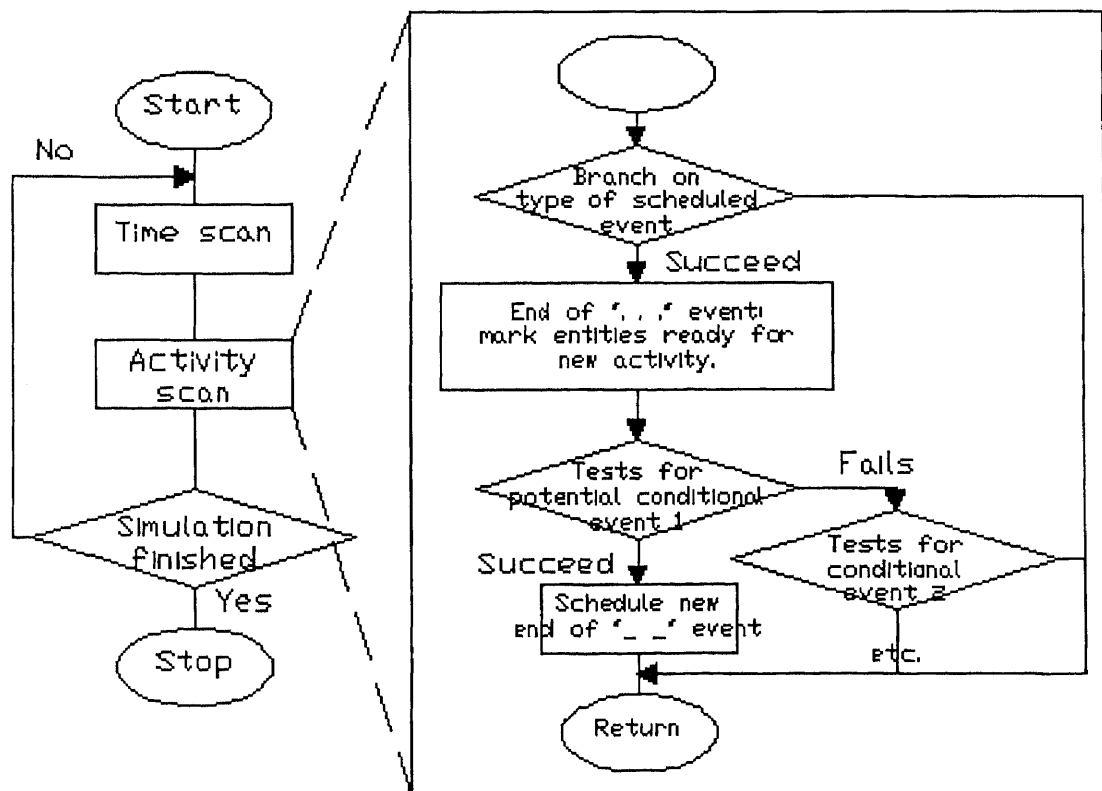 Start
No
Time scan
Activity
scan
Simulation
finished
Yes
Stop
Branch on
type of scheduled
event
Succeed
End of '. . .' event:
mark entities ready for
new activity.
Tests for
potential conditional
event 1
Fails
Tests for
conditional
event 2
Succeed
Schedule new
end of '_ _' event
etc.
Return